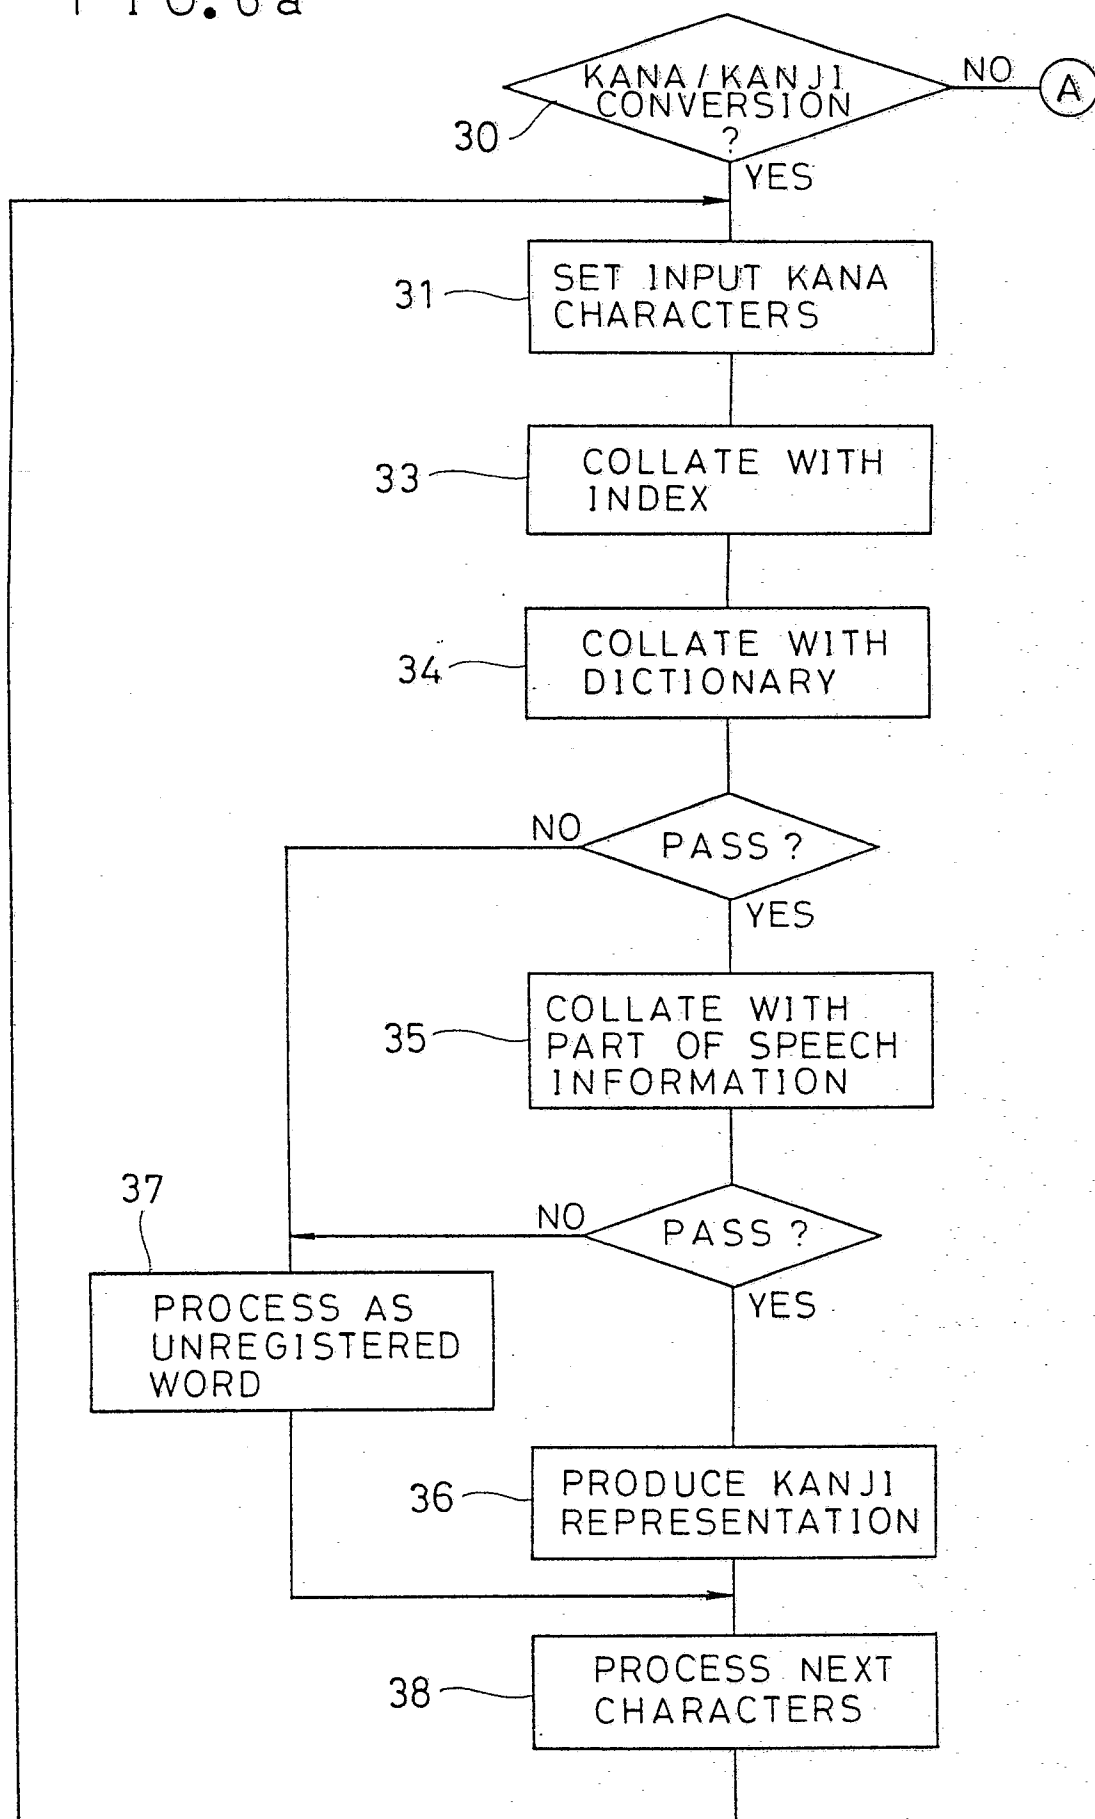 FIG.6a
KANA/KANJI
CONVERSION
?
NO
A
30
YES
31
SET INPUT KANA
CHARACTERS
33
COLLATE WITH
INDEX
34
COLLATE WITH
DICTIONARY
NO
PASS?
YES
35
COLLATE WITH
PART OF SPEECH
INFORMATION
37
NO
PASS?
YES
PROCESS AS
UNREGISTERED
WORD
36
PRODUCE KANJI
REPRESENTATION
38
PROCESS NEXT
CHARACTERS